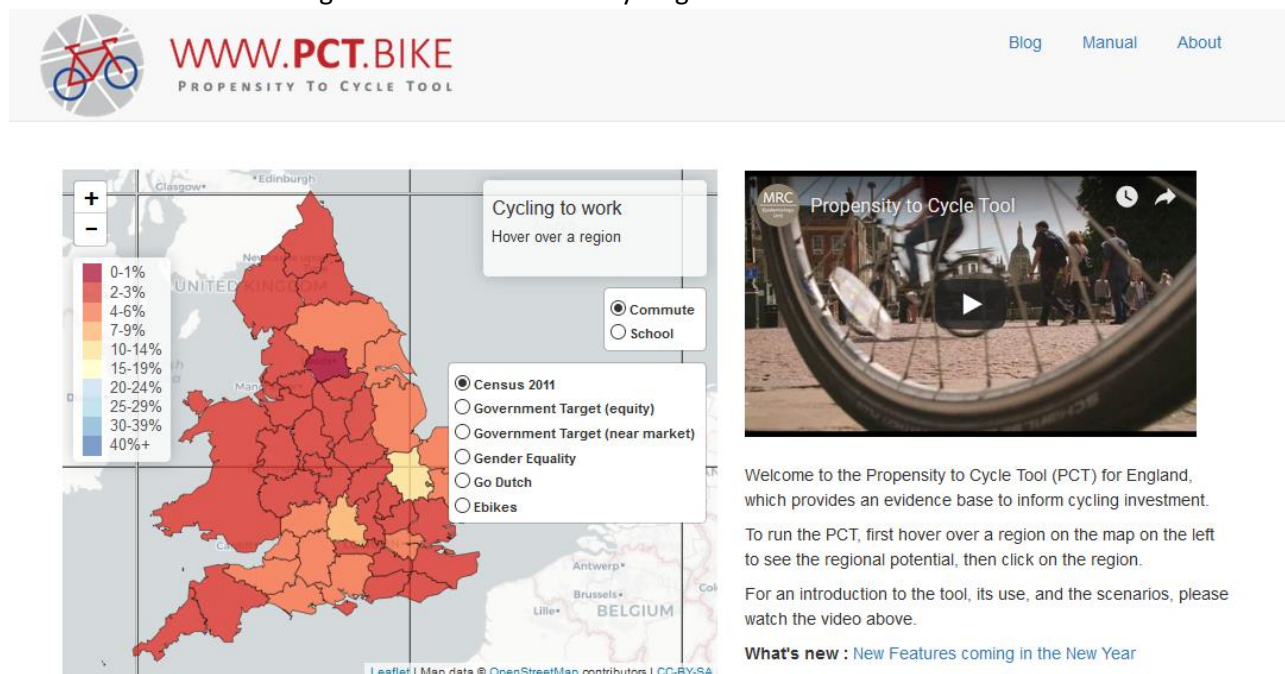 WWW.PCT.BIKE
PROPENSITY TO CYCLE TOOL
Blog
Manual
About
+
-
Glasgow
Edinburgh
UNITED KINGDOM
0-1%
2-3%
4-6%
7-9%
10-14%
15-19%
20-24%
25-29%
30-39%
40%+
Cycling to work
Hover over a region
Commute
School
Census 2011
Government Target (equity)
Government Target (near market)
Gender Equality
Go Dutch
Ebikes
Antwerp
Brussels
Lille
BELGIUM
Leaflet | Map data © OpenStreetMap contributors | CC-BY-SA
MRC
Epidemiology
Unit
Propensity to Cycle Tool
Welcome to the Propensity to Cycle Tool (PCT) for England,
which provides an evidence base to inform cycling investment.
To run the PCT, first hover over a region on the map on the left
to see the regional potential, then click on the region.
For an introduction to the tool, its use, and the scenarios, please
watch the video above.
What's new : New Features coming in the New Year